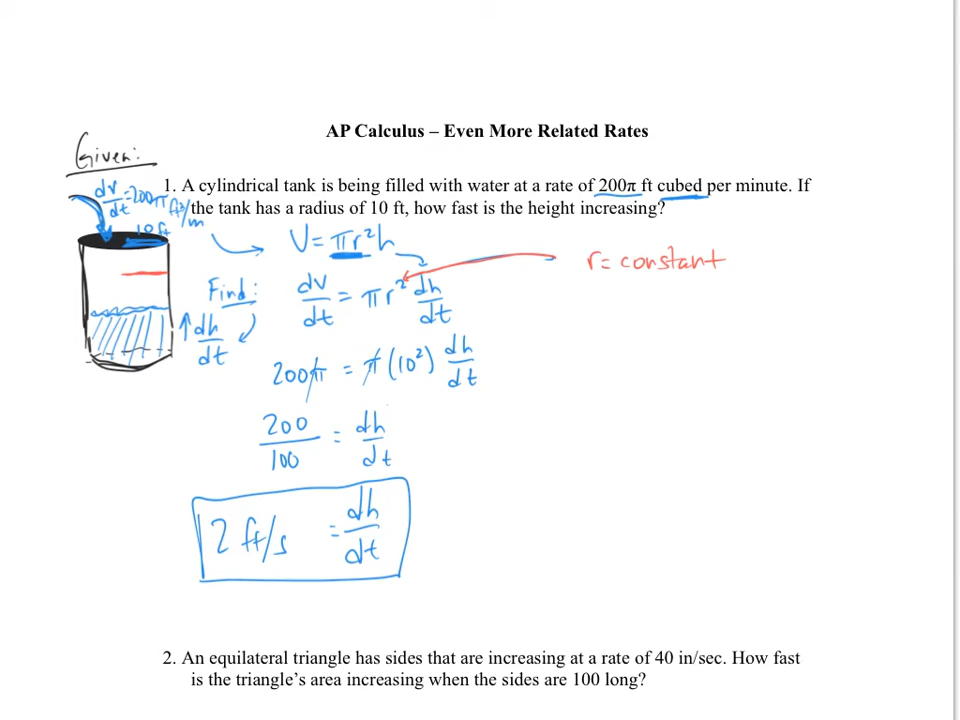 AP Calculus – Even More Related Rates
Given:
1. A cylindrical tank is being filled with water at a rate of 200π ft cubed per minute. If
the tank has a radius of 10 ft, how fast is the height increasing?
dv/dt = 200π ft³/m
10 ft
V = πr²h
r = constant
Find:
dh/dt
dv/dt = πr² dh/dt
200π = π(10²) dh/dt
200/100 = dh/dt
2 ft/s = dh/dt
2. An equilateral triangle has sides that are increasing at a rate of 40 in/sec. How fast
is the triangle’s area increasing when the sides are 100 long?